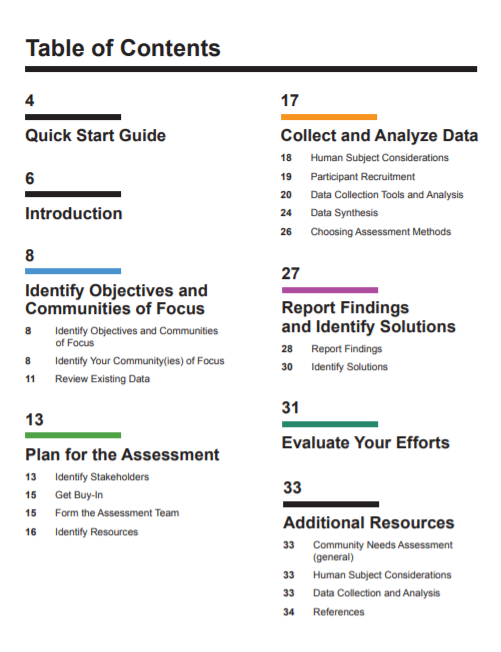 Table of Contents
4
Quick Start Guide
6
Introduction
8
Identify Objectives and
Communities of Focus
8 Identify Objectives and Communities
of Focus
8 Identify Your Community(ies) of Focus
11 Review Existing Data
13
Plan for the Assessment
13 Identify Stakeholders
15 Get Buy-In
15 Form the Assessment Team
16 Identify Resources
17
Collect and Analyze Data
18 Human Subject Considerations
19 Participant Recruitment
20 Data Collection Tools and Analysis
24 Data Synthesis
26 Choosing Assessment Methods
27
Report Findings
and Identify Solutions
28 Report Findings
30 Identify Solutions
31
Evaluate Your Efforts
33
Additional Resources
33 Community Needs Assessment
(general)
33 Human Subject Considerations
33 Data Collection and Analysis
34 References